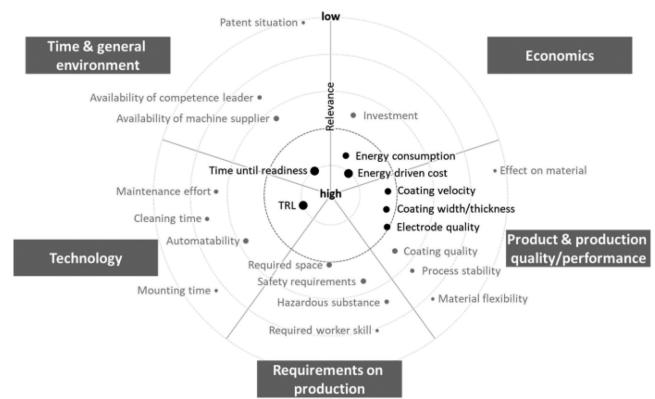 Patent situation
low
Time & general
environment
Economics
Relevance
Availability of competence leader
Availability of machine supplier
Investment
Energy consumption
Time until readiness
Energy driven cost
Effect on material
Maintenance effort
high
Coating velocity
TRL
Coating width/thickness
Cleaning time
Electrode quality
Automatability
Product & production
quality/performance
Technology
Coating quality
Required space
Process stability
Safety requirements
Mounting time
Hazardous substance
Material flexibility
Required worker skill
Requirements on
production